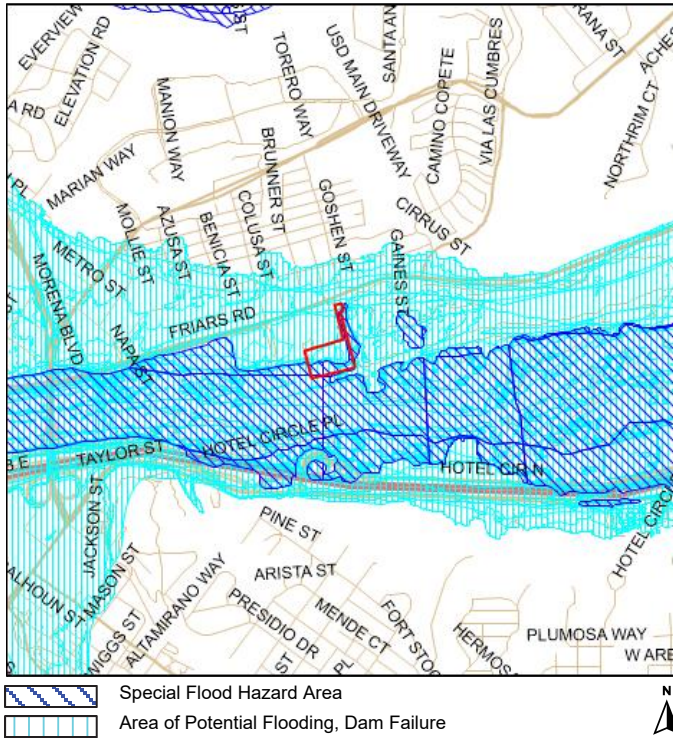 EVERVIEW
ELEVATION RD
A RD
MARIAN WAY
MANION WAY
TORERO WAY
USD MAIN DRIVEWAY
SANTA AN
CAMINO COPETE
VIA LAS CUMBRES
RANA ST
ACHES
NORTHRIM CT
BRUNNER ST
GOSHEN ST
CIRRUS ST
COLUSA ST
BENICIA ST
AZUSA ST
MOLLIE ST
METRO ST
MORENA BLVD
GAINES ST
FRIARS RD
NAPA ST
HOTEL CIRCLE PL
TAYLOR ST
HOTEL CIR N
JACKSON ST
MASON ST
ALHOUN ST
WIGGS ST
ALTAMIRANO WAY
PINE ST
ARISTA ST
PRESIDIO DR
MENDE CT
FORT STOC
HERMOS
PLUMOSA WAY
W ARE
HOTEL CIRC
ST
PL
Special Flood Hazard Area
N
Area of Potential Flooding, Dam Failure